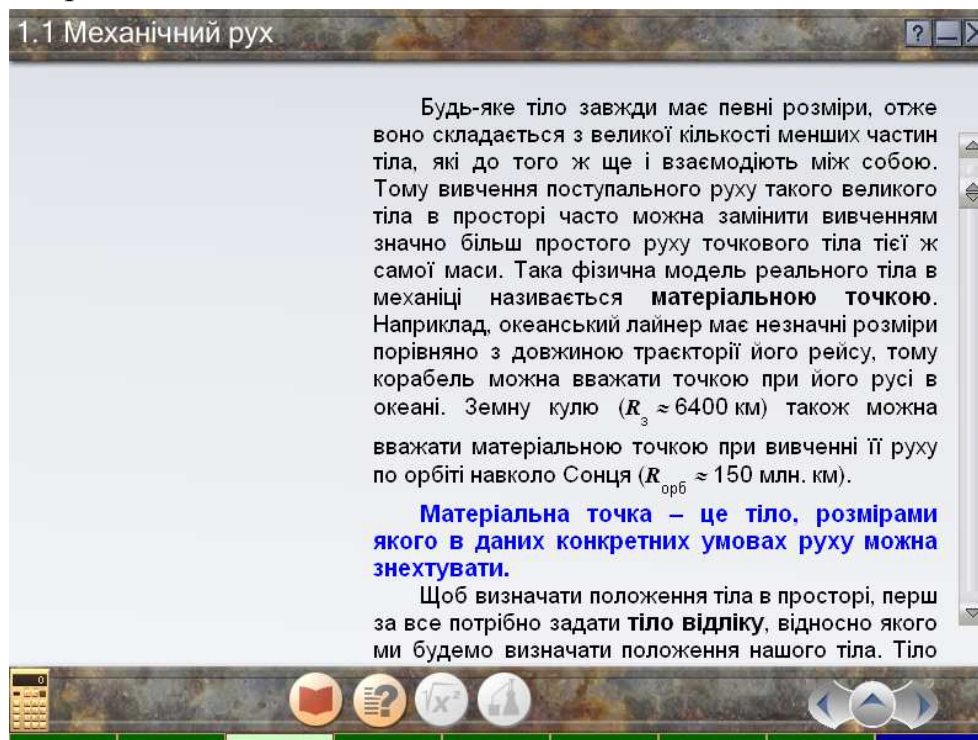 1.1 Механічний рух
Будь-яке тіло завжди має певні розміри, отже
воно складається з великої кількості менших частин
тіла, які до того ж ще і взаємодіють між собою.
Тому вивчення поступального руху такого великого
тіла в просторі часто можна замінити вивченням
значно більш простого руху точкового тіла тієї ж
самої маси. Така фізична модель реального тіла в
механіці називається матеріальною точкою.
Наприклад, океанський лайнер має незначні розміри
порівняно з довжиною траєкторії його рейсу, тому
корабель можна вважати точкою при його русі в
океані. Земну кулю (R з ≈ 6400 км) також можна
вважати матеріальною точкою при вивченні її руху
по орбіті навколо Сонця (R орб ≈ 150 млн. км).
Матеріальна точка – це тіло, розмірами
якого в даних конкретних умовах руху можна
знехтувати.
Щоб визначати положення тіла в просторі, перш
за все потрібно задати тіло відліку, відносно якого
ми будемо визначати положення нашого тіла. Тіло